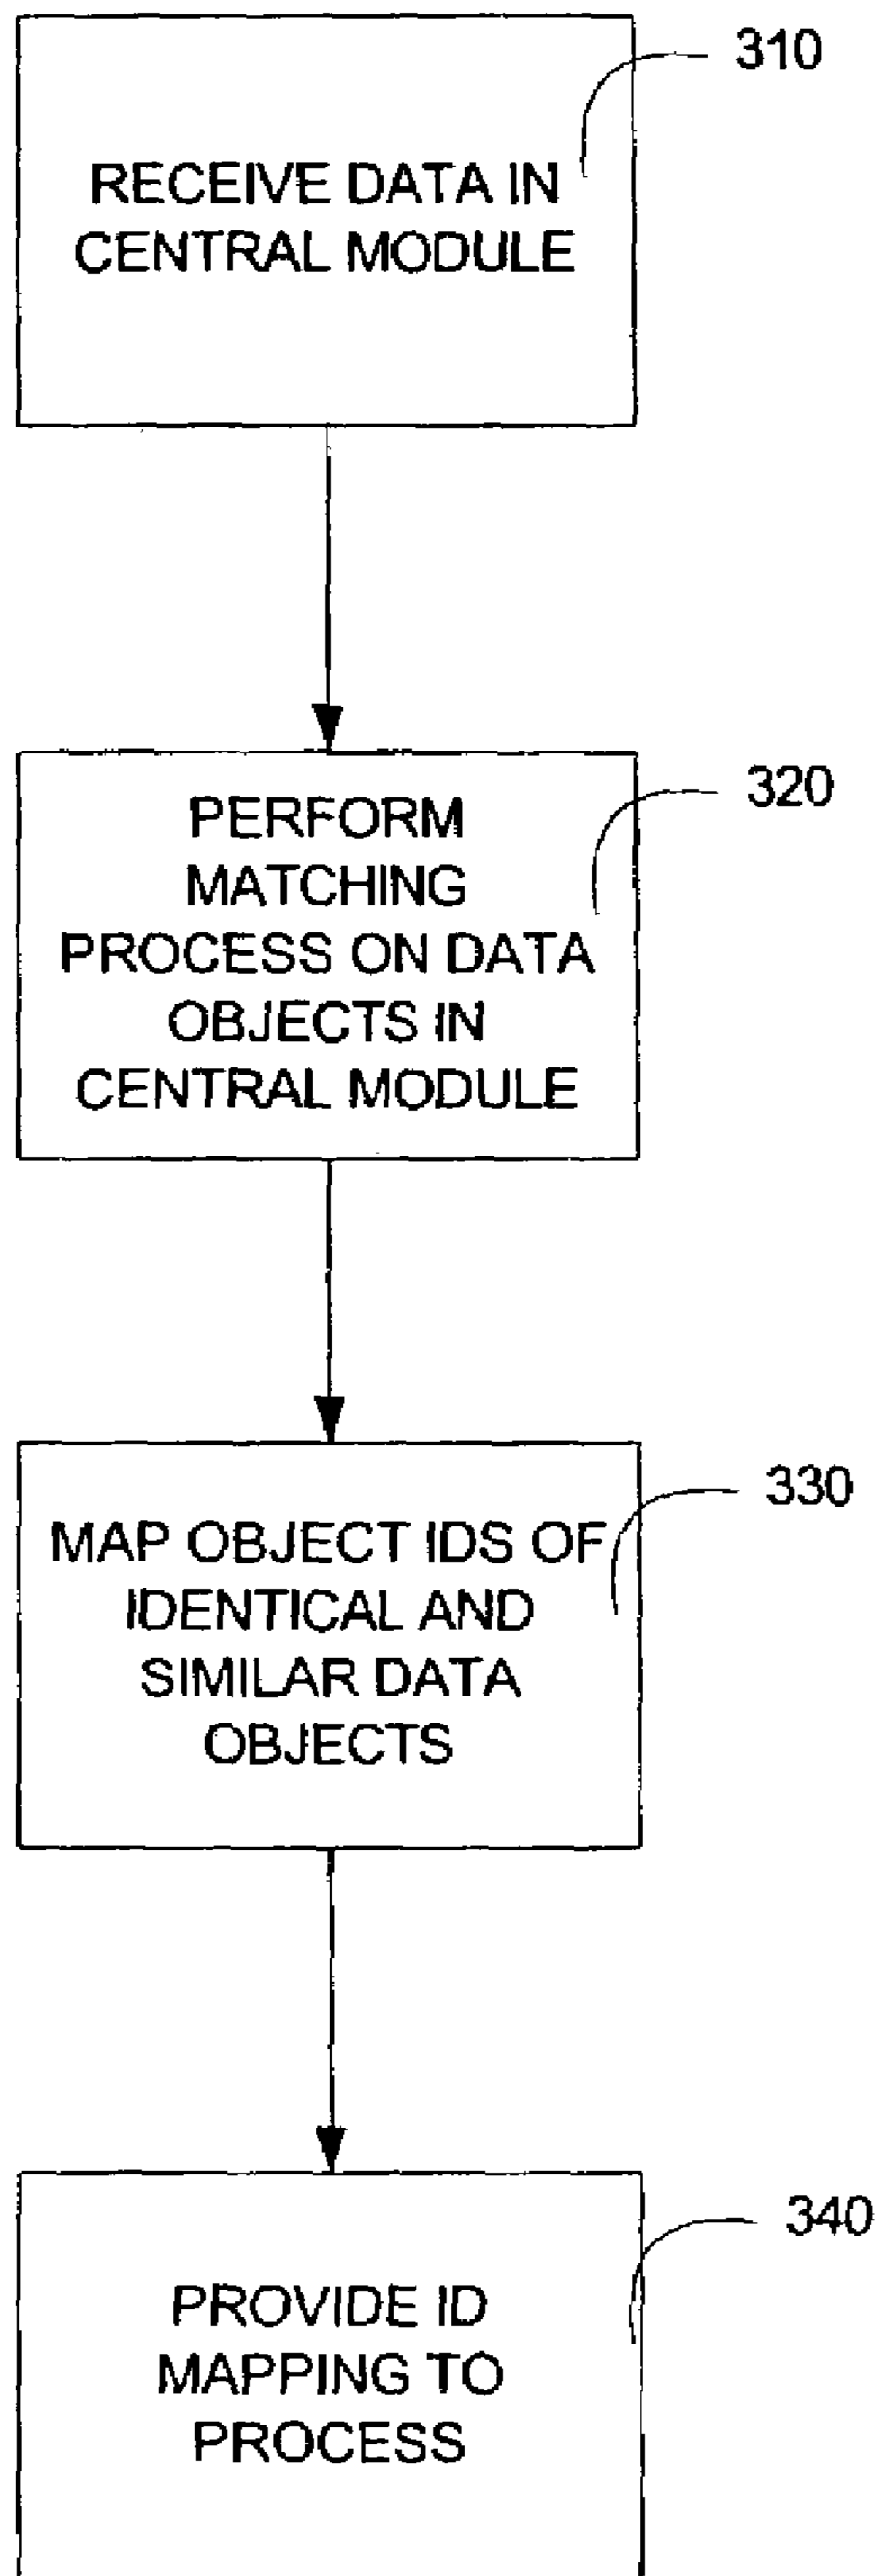 310
RECEIVE DATA IN
CENTRAL MODULE
320
PERFORM
MATCHING
PROCESS ON DATA
OBJECTS IN
CENTRAL MODULE
330
MAP OBJECT IDS OF
IDENTICAL AND
SIMILAR DATA
OBJECTS
340
PROVIDE ID
MAPPING TO
PROCESS